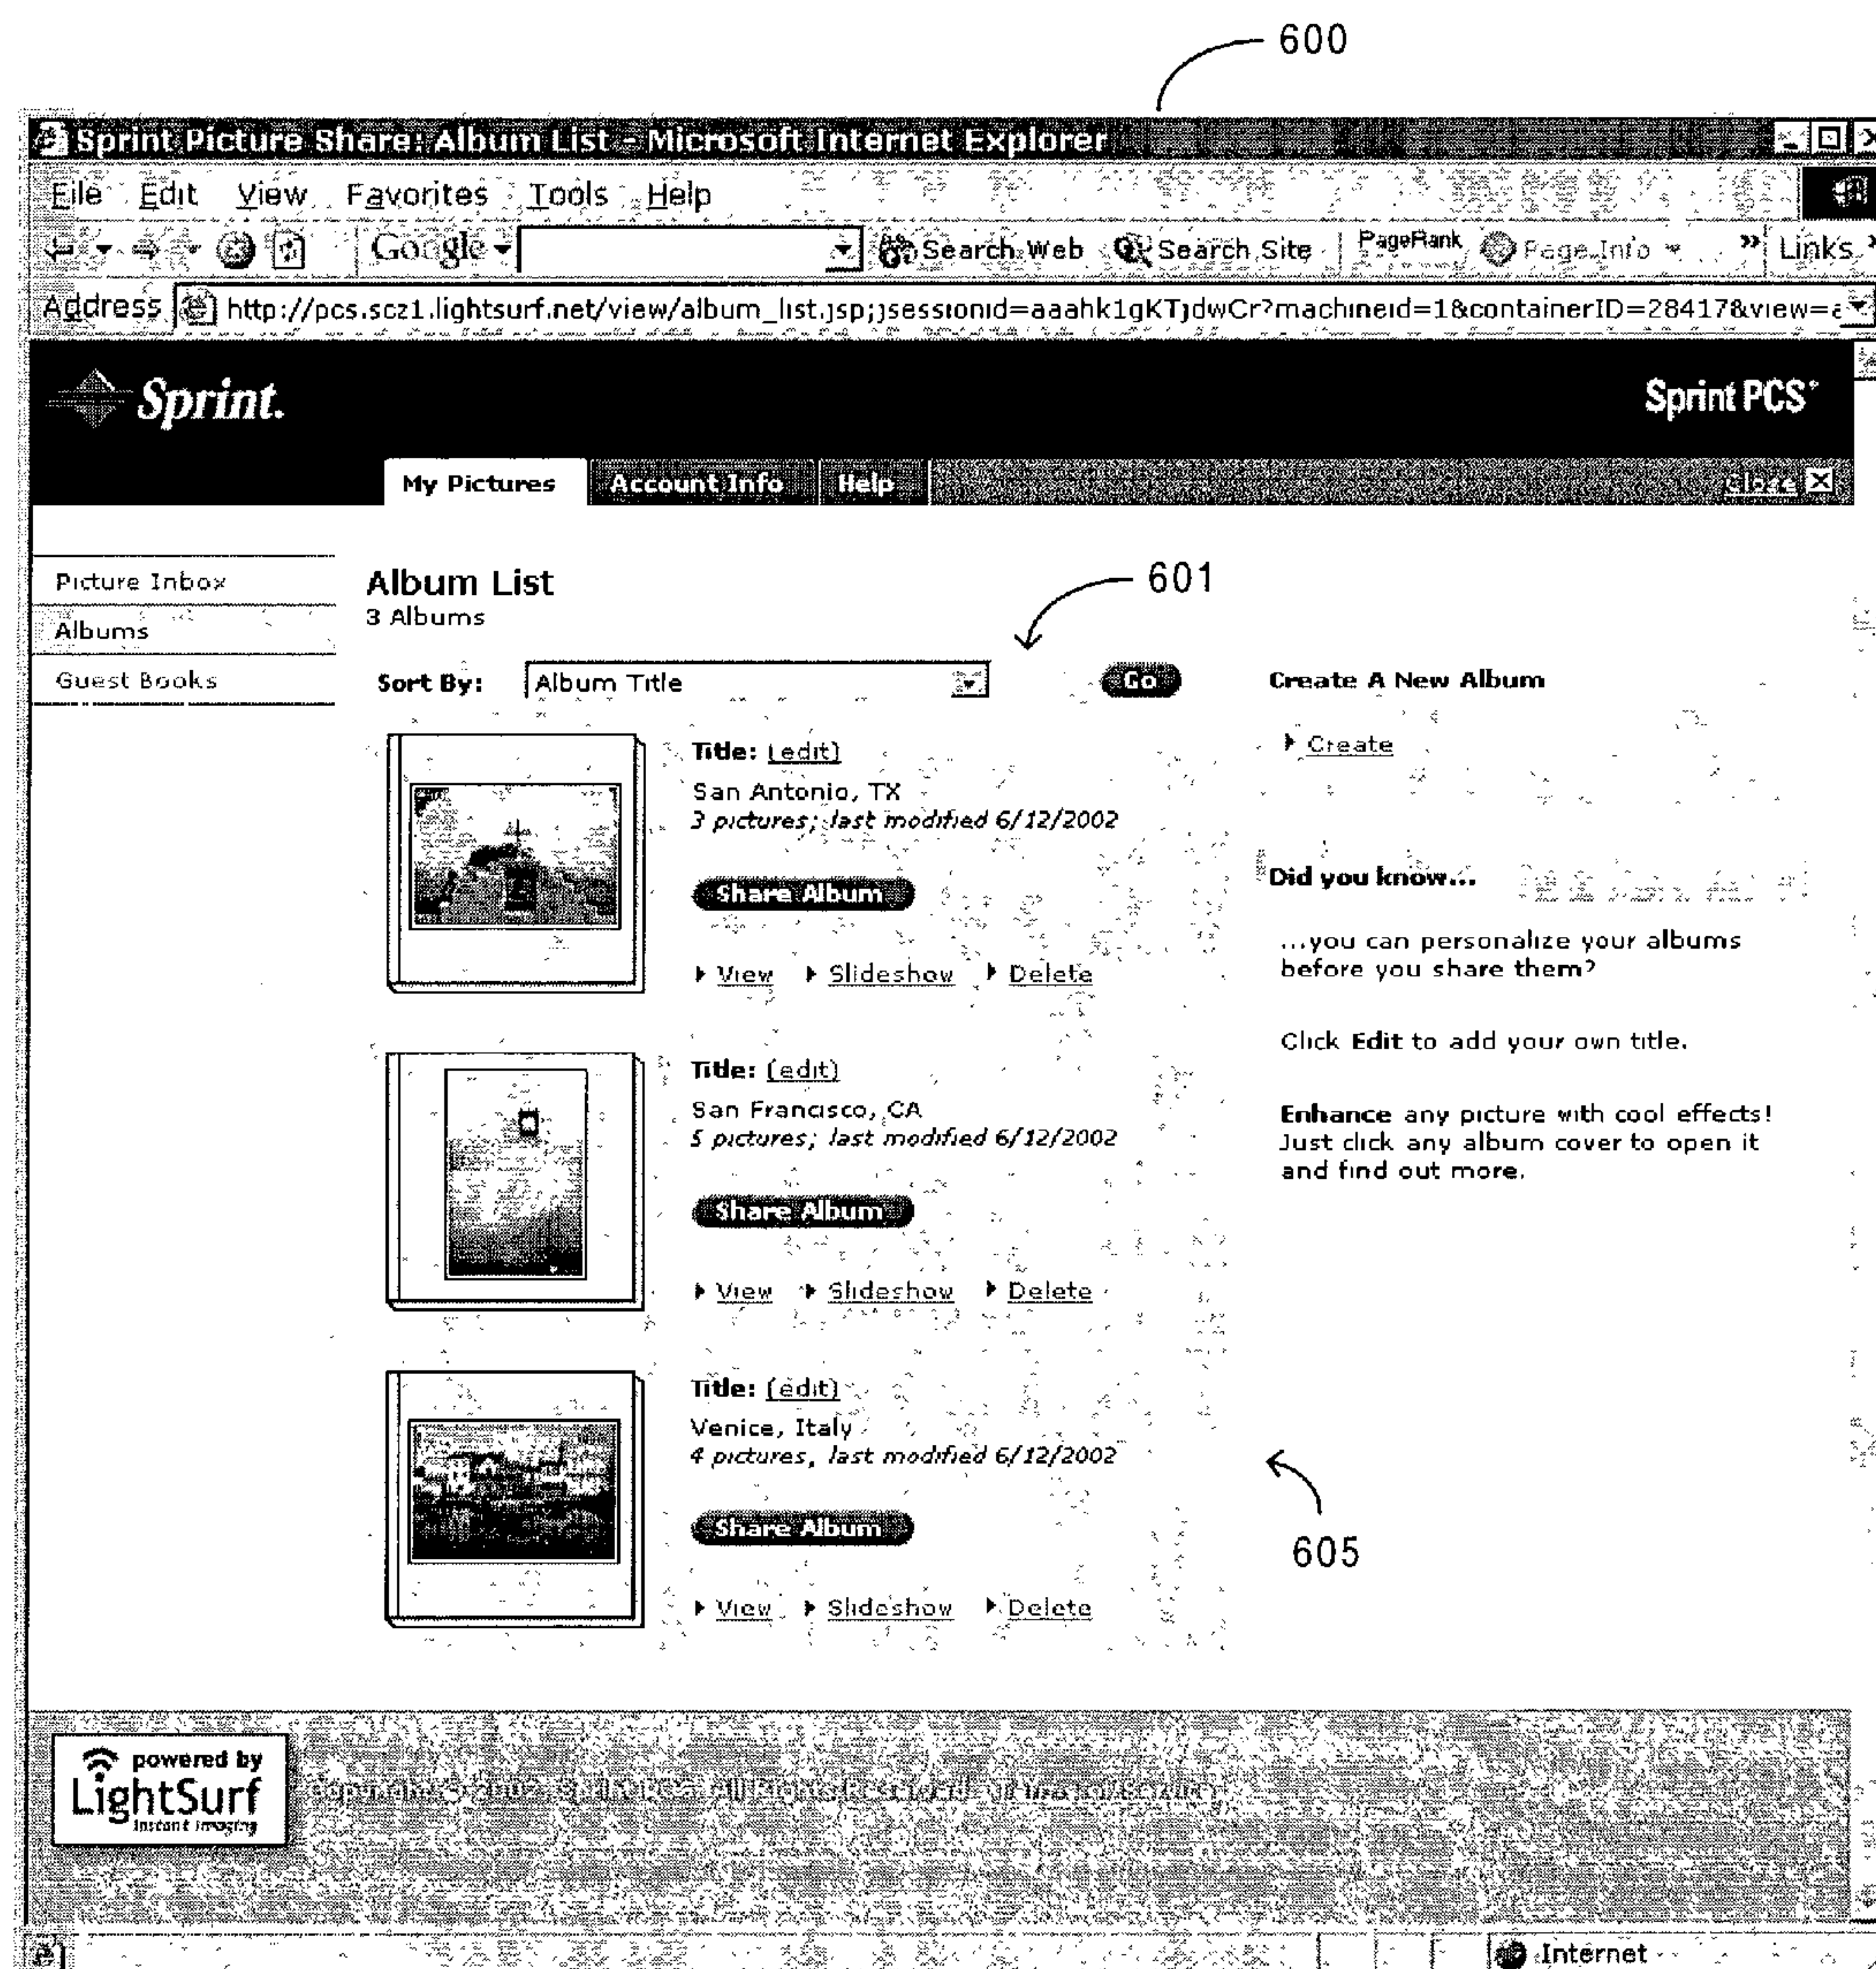 600
Sprint Picture Share: Album List - Microsoft Internet Explorer
File Edit View Favorites Tools Help
Google Search Web Search Site PageRank Page Info » Links »
Address http://pcs.scz1.lightsurf.net/view/album_list.jsp;jsessionid=aaahk1gKTjdwCr?machineid=1&containerID=28417&view=a
Sprint. Sprint PCS
My Pictures Account Info Help Close
Picture Inbox
Albums
Guest Books
Album List
3 Albums
601
Sort By: Album Title Go
Title: (edit)
San Antonio, TX
3 pictures; last modified 6/12/2002
Share Album
View Slideshow Delete
Title: (edit)
San Francisco, CA
5 pictures; last modified 6/12/2002
Share Album
View Slideshow Delete
Title: (edit)
Venice, Italy
4 pictures, last modified 6/12/2002
Share Album
View Slideshow Delete
Create A New Album
Create
Did you know...
...you can personalize your albums
before you share them?
Click Edit to add your own title.
Enhance any picture with cool effects!
Just click any album cover to open it
and find out more.
605
powered by
LightSurf
Instant Imaging
Internet